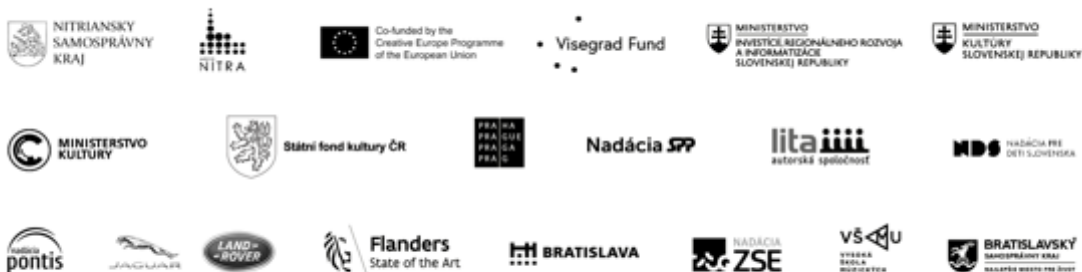 NITRIANSKY
SAMOSPRÁVNY
KRAJ
NITRA
Co-funded by the
Creative Europe Programme
of the European Union
Visegrad Fund
MINISTERSTVO
INVESTÍCIÍ, REGIONÁLNEHO ROZVOJA
A INFORMATIZÁCIE
SLOVENSKEJ REPUBLIKY
MINISTERSTVO
KULTÚRY
SLOVENSKEJ REPUBLIKY
MINISTERSTVO
KULTURY
Státní fond kultury ČR
PRA HA
PRA GUE
PRA GA
PRA G
Nadácia SPP
lita
autorská spoločnosť
NDS
NADÁCIA PRE
DETI SLOVENSKA
nadácia
pontis
JAGUAR
LAND-
ROVER
Flanders
State of the Art
BRATISLAVA
NADÁCIA
ZSE
VŠMU
VYSOKÁ
ŠKOLA
MÚZICKÝCH
BRATISLAVSKÝ
SAMOSPRÁVNY KRAJ